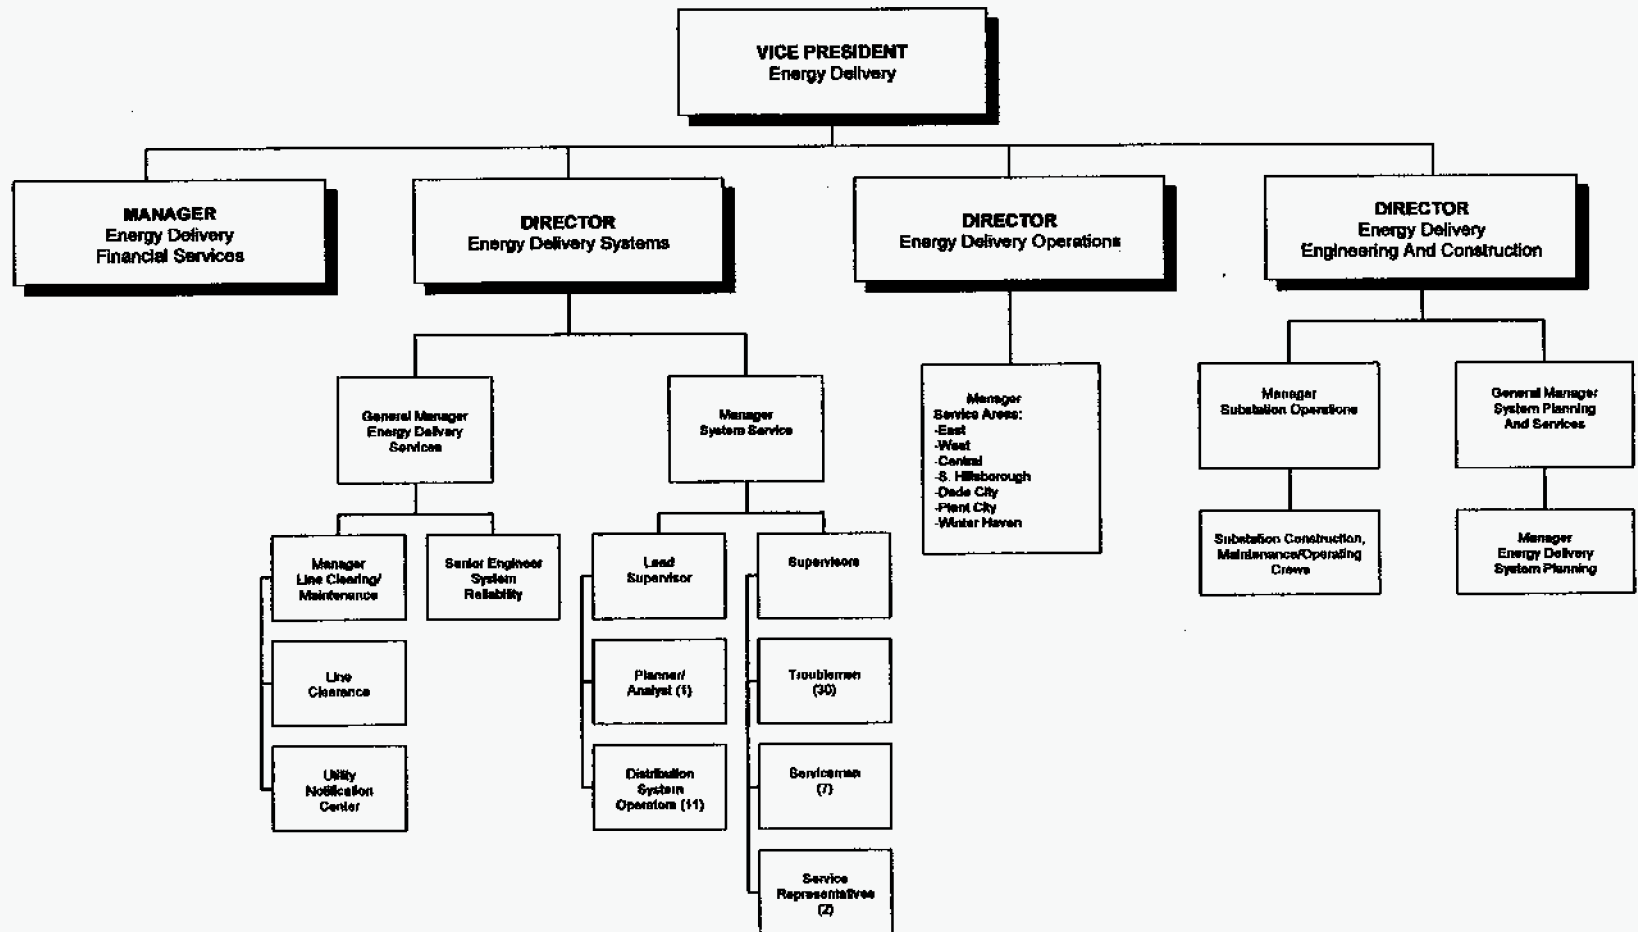 VICE PRESIDENT
Energy Delivery
MANAGER
Energy Delivery
Financial Services
DIRECTOR
Energy Delivery Systems
DIRECTOR
Energy Delivery Operations
DIRECTOR
Energy Delivery
Engineering And Construction
General Manager
Energy Delivery
Services
Manager
System Service
Manager
Service Areas:
-East
-West
-Central
-S. Hillsborough
-Dade City
-Plant City
-Winter Haven
Manager
Substation Operations
General Manager
System Planning
And Services
Manager
Line Clearing/
Maintenance
Senior Engineer
System
Reliability
Lead
Supervisor
Supervisors
Substation Construction,
Maintenance/Operating
Crews
Manager
Energy Delivery
System Planning
Line
Clearance
Planner/
Analyst (1)
Troublemen
(30)
Utility
Notification
Center
Distribution
System
Operators (11)
Servicemen
(7)
Service
Representatives
(2)